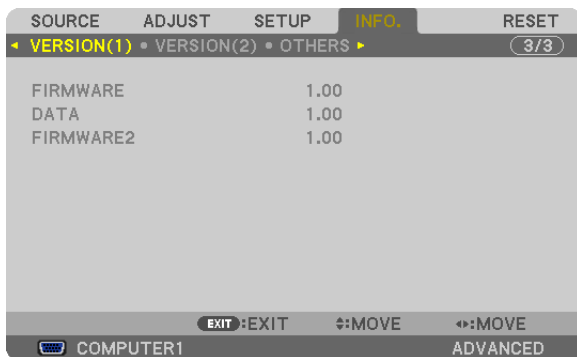 SOURCE ADJUST SETUP INFO. RESET
VERSION(1) • VERSION(2) • OTHERS 3/3
FIRMWARE 1.00
DATA 1.00
FIRMWARE2 1.00
EXIT :EXIT :MOVE :MOVE
COMPUTER1 ADVANCED